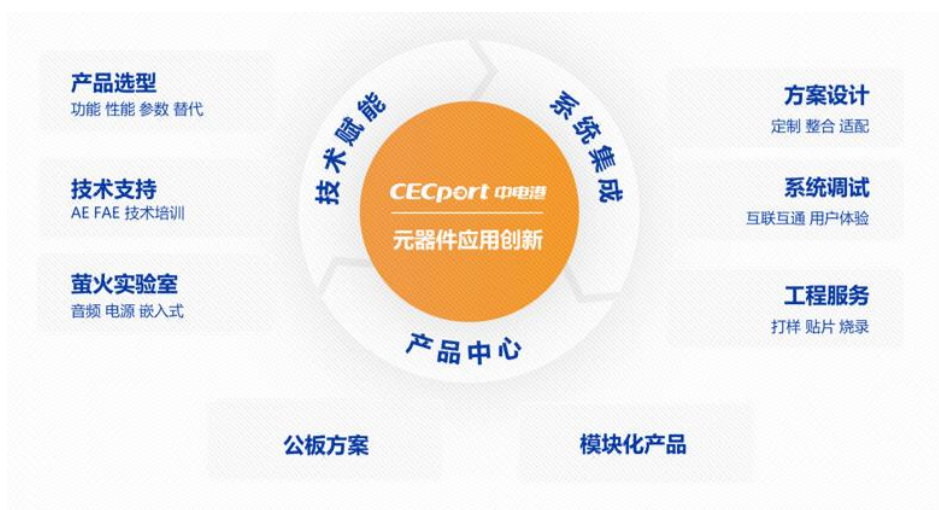 产品选型
功能 性能 参数 替代
技术支持
AE FAE 技术培训
萤火实验室
音频 电源 嵌入式
技术赋能
系统集成
产品中心
CECport 中电港
元器件应用创新
方案设计
定制 整合 适配
系统调试
互联互通 用户体验
工程服务
打样 贴片 烧录
公板方案
模块化产品